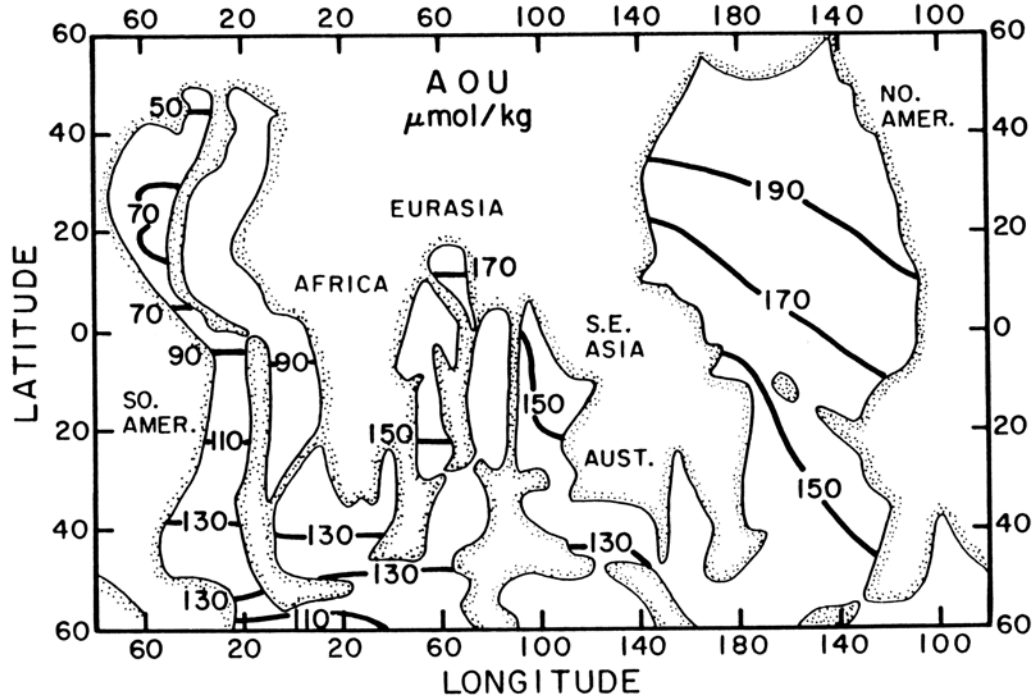 60 20 20 60 100 140 180 140 100
60 60
AOU
μmol/kg
NO.
AMER.
50
40 40
190
EURASIA
70
20 20
170
AFRICA
170
70
S.E.
ASIA
0 0
90 90
150
SO.
AMER.
110
150
20 20
AUST.
150
130
130
130
40 40
130
130
110
60 60
60 20 20 60 100 140 180 140 100
LATITUDE
LONGITUDE